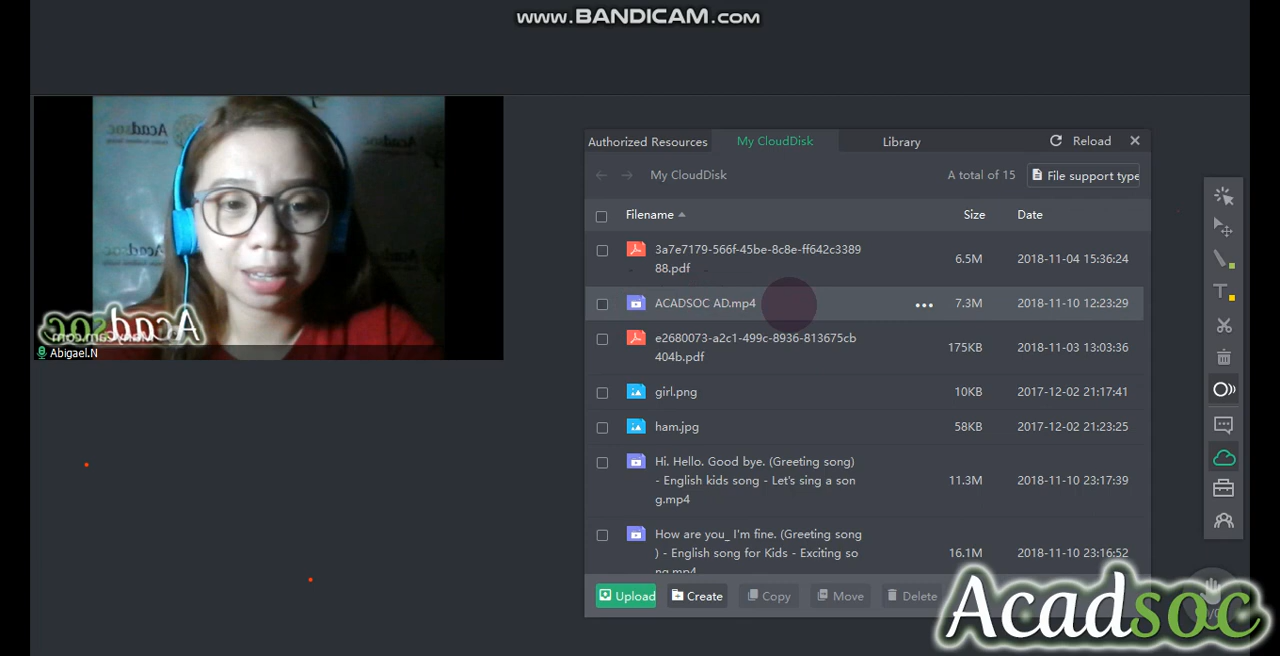 www.BANDICAM.com
Authorized Resources My CloudDisk Library Reload
My CloudDisk A total of 15 File support type
Filename Size Date
3a7e7179-566f-45be-8c8e-ff642c3389
88.pdf 6.5M 2018-11-04 15:36:24
ACADSOC AD.mp4 7.3M 2018-11-10 12:23:29
e2680073-a2c1-499c-8936-813675cb
404b.pdf 175KB 2018-11-03 13:03:36
girl.png 10KB 2017-12-02 21:17:41
ham.jpg 58KB 2017-12-02 21:23:25
Hi. Hello. Good bye. (Greeting song)
- English kids song - Let's sing a son
g.mp4 11.3M 2018-11-10 23:17:39
How are you_ I'm fine. (Greeting song
) - English song for Kids - Exciting so
ng.mp4 16.1M 2018-11-10 23:16:52
Upload Create Copy Move Delete
Acadsoc
Acadsoc
ManyCam.com
Abigael.N
Acadsoc